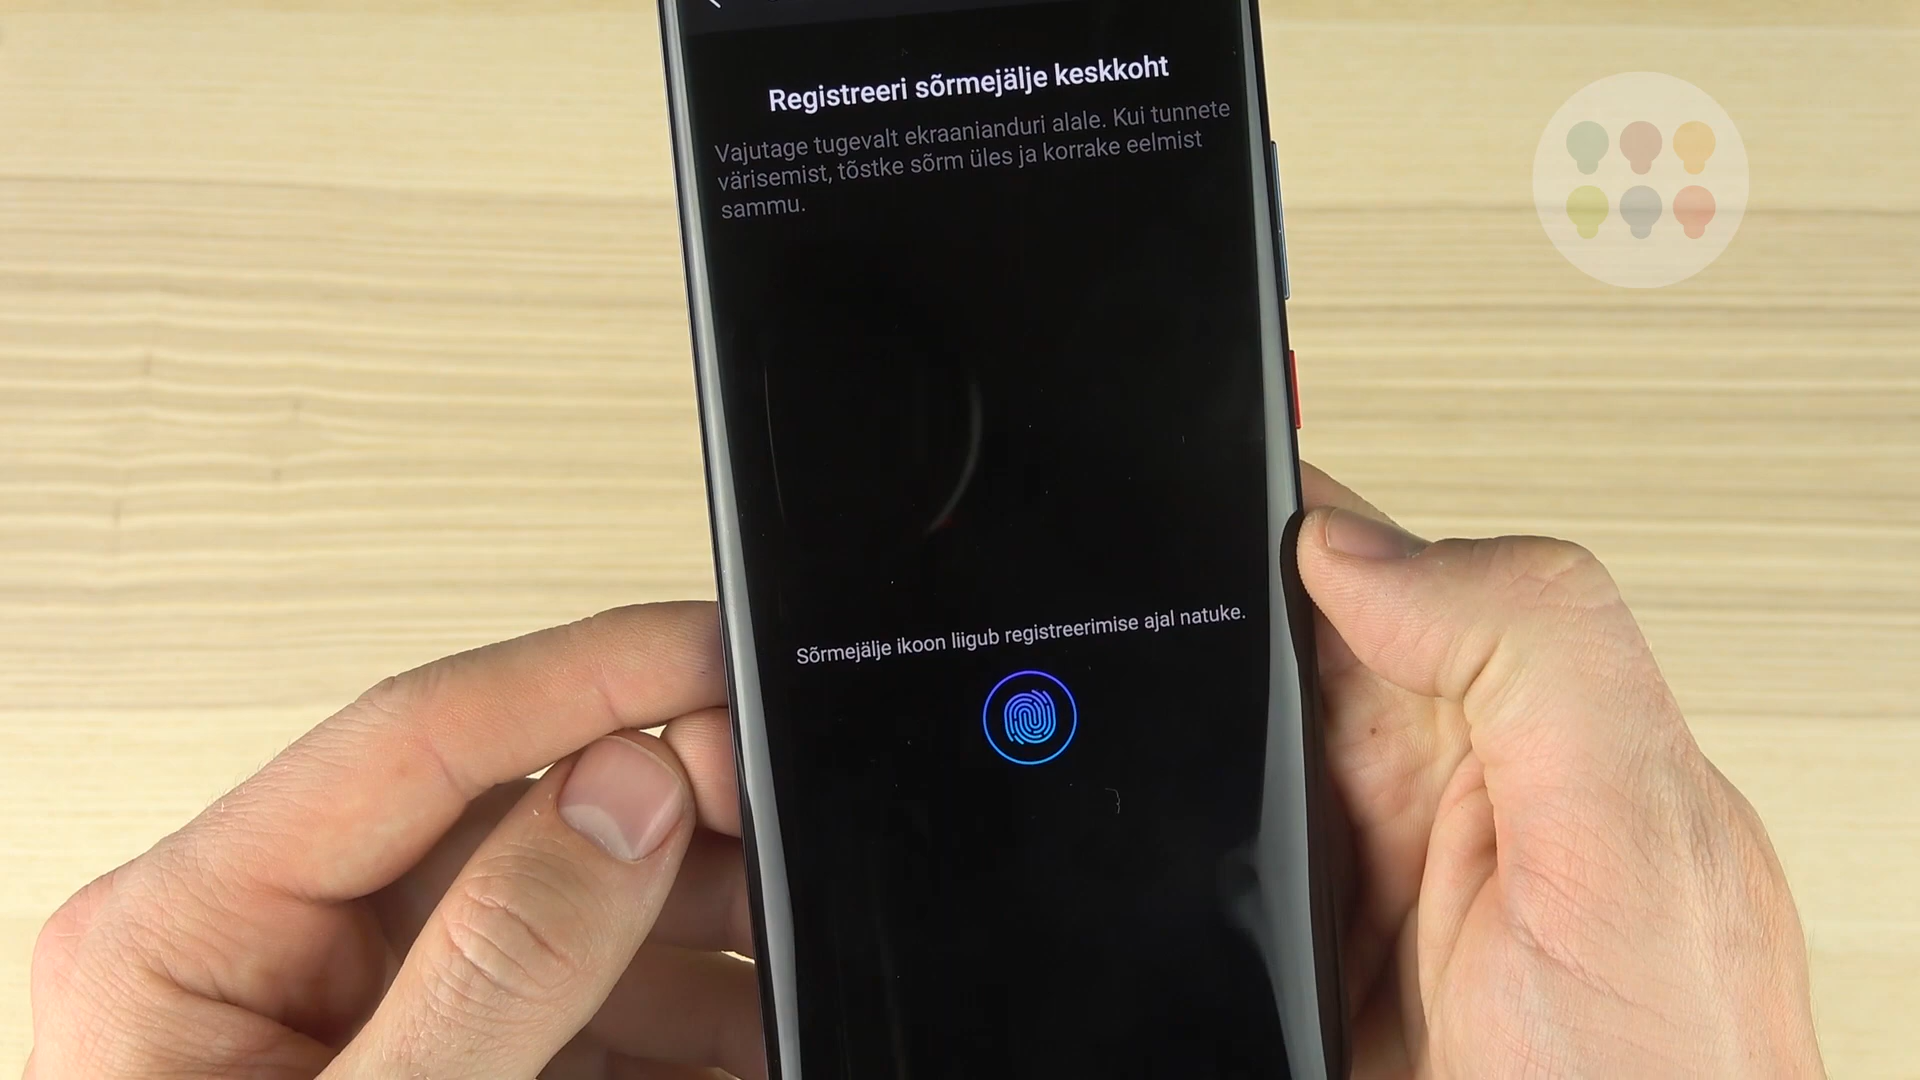 Registreeri sõrmejälje keskkoht
Vajutage tugevalt ekraanianduri alale. Kui tunnete
värisemist, tõstke sõrm üles ja korrake eelmist
sammu.
Sõrmejälje ikoon liigub registreerimise ajal natuke.